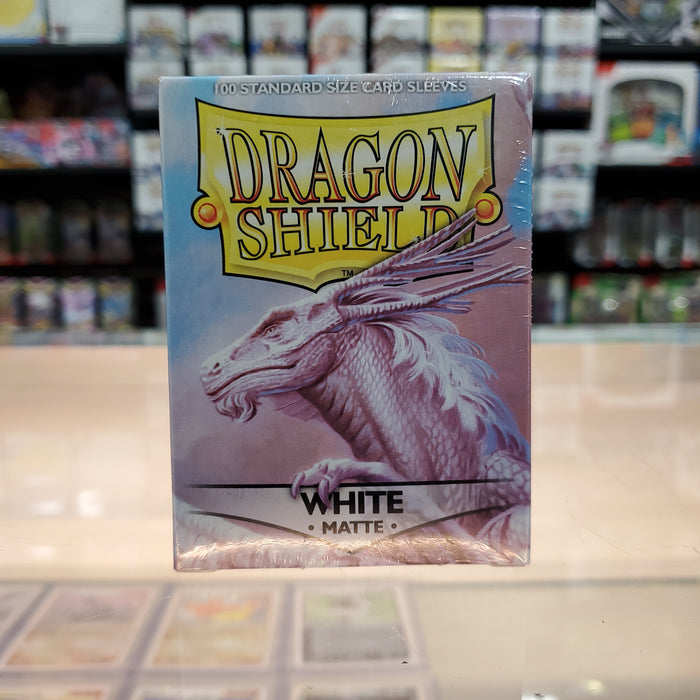 100 STANDARD SIZE CARD SLEEVES
DRAGON
SHIELD
TM
WHITE
• MATTE •